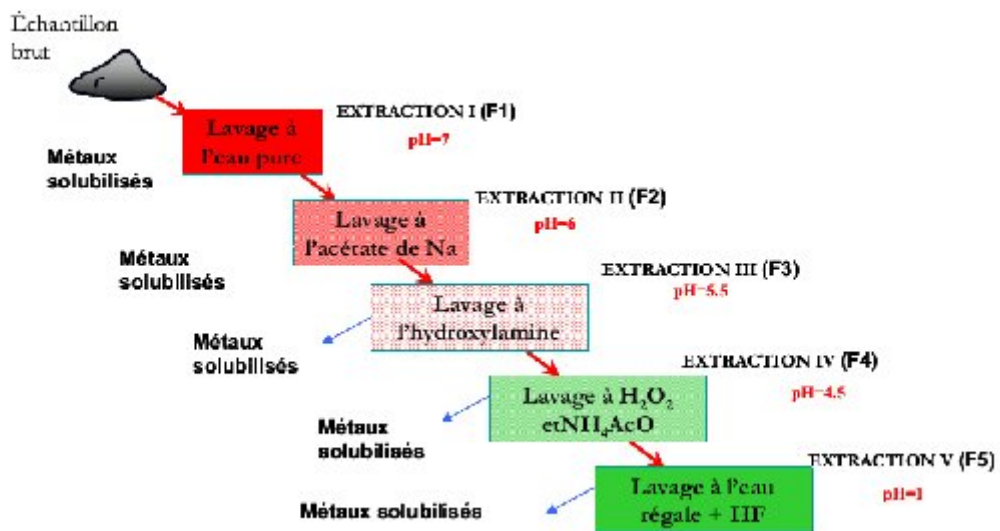 Échantillon
brut
EXTRACTION I (F1)
pH=7
Lavage à
l'eau pure
Métaux
solubilisés
EXTRACTION II (F2)
pH=6
Lavage à
l'acétate de Na
Métaux
solubilisés
EXTRACTION III (F3)
pH=5.5
Lavage à
l'hydroxylamine
Métaux
solubilisés
EXTRACTION IV (F4)
pH=4.5
Lavage à H₂O₂
etNH₄AcO
Métaux
solubilisés
EXTRACTION V (F5)
pH=1
Lavage à l'eau
régale + HF
Métaux solubilisés